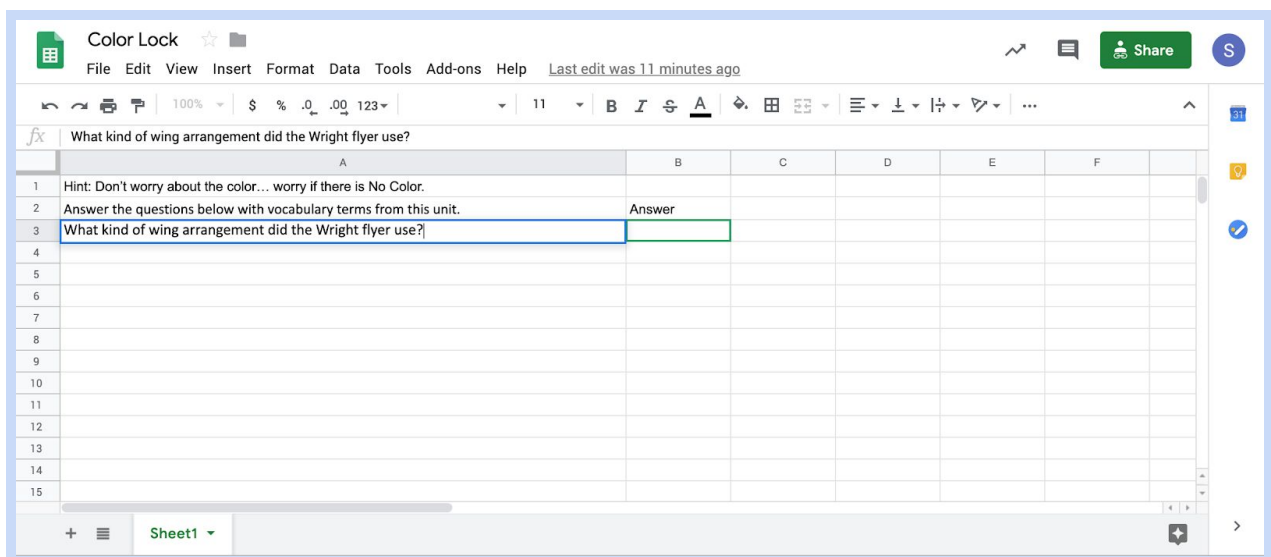 Color Lock
File Edit View Insert Format Data Tools Add-ons Help Last edit was 11 minutes ago
Share
S
100% $ % .0 .00 123 11 B I S A
31
fx What kind of wing arrangement did the Wright flyer use?
A B C D E F
1 Hint: Don't worry about the color… worry if there is No Color.
2 Answer the questions below with vocabulary terms from this unit. Answer
3 What kind of wing arrangement did the Wright flyer use?
4
5
6
7
8
9
10
11
12
13
14
15
Sheet1